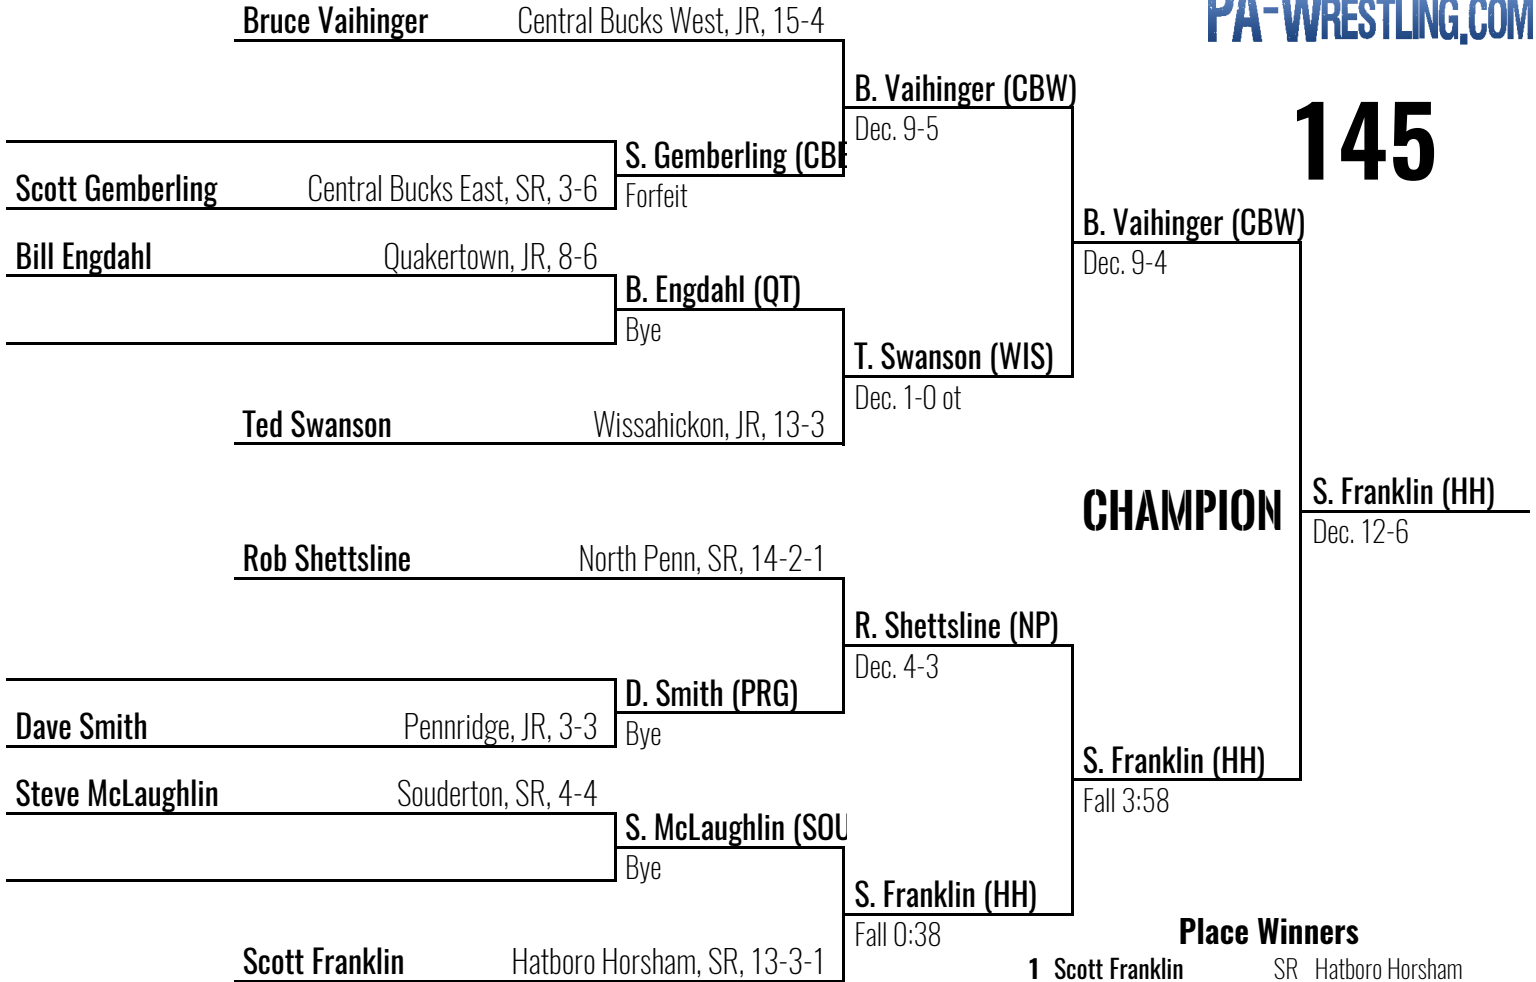 Bruce Vaihinger Central Bucks West, JR, 15-4
PA-WRESTLING.COM
B. Vaihinger (CBW)
Dec. 9-5
145
S. Gemberling (CBE
Scott Gemberling Central Bucks East, SR, 3-6
Forfeit
B. Vaihinger (CBW)
Dec. 9-4
Bill Engdahl Quakertown, JR, 8-6
B. Engdahl (QT)
Bye
T. Swanson (WIS)
Dec. 1-0 ot
Ted Swanson Wissahickon, JR, 13-3
CHAMPION
S. Franklin (HH)
Dec. 12-6
Rob Shettsline North Penn, SR, 14-2-1
R. Shettsline (NP)
Dec. 4-3
D. Smith (PRG)
Dave Smith Pennridge, JR, 3-3
Bye
S. Franklin (HH)
Fall 3:58
Steve McLaughlin Souderton, SR, 4-4
S. McLaughlin (SOU
Bye
S. Franklin (HH)
Fall 0:38
Scott Franklin Hatboro Horsham, SR, 13-3-1
Place Winners
1 Scott Franklin SR Hatboro Horsham